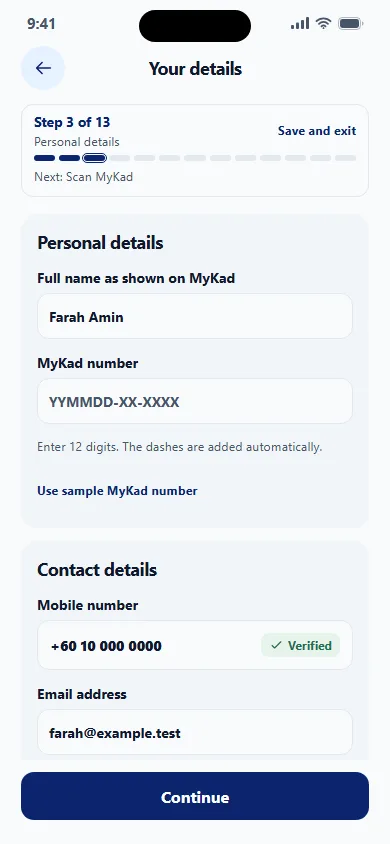 9:41
Your details
Step 3 of 13
Save and exit
Personal details
Next: Scan MyKad
Personal details
Full name as shown on MyKad
Farah Amin
MyKad number
YYMMDD-XX-XXXX
Enter 12 digits. The dashes are added automatically.
Use sample MyKad number
Contact details
Mobile number
+60 10 000 0000
Verified
Email address
farah@example.test
Continue